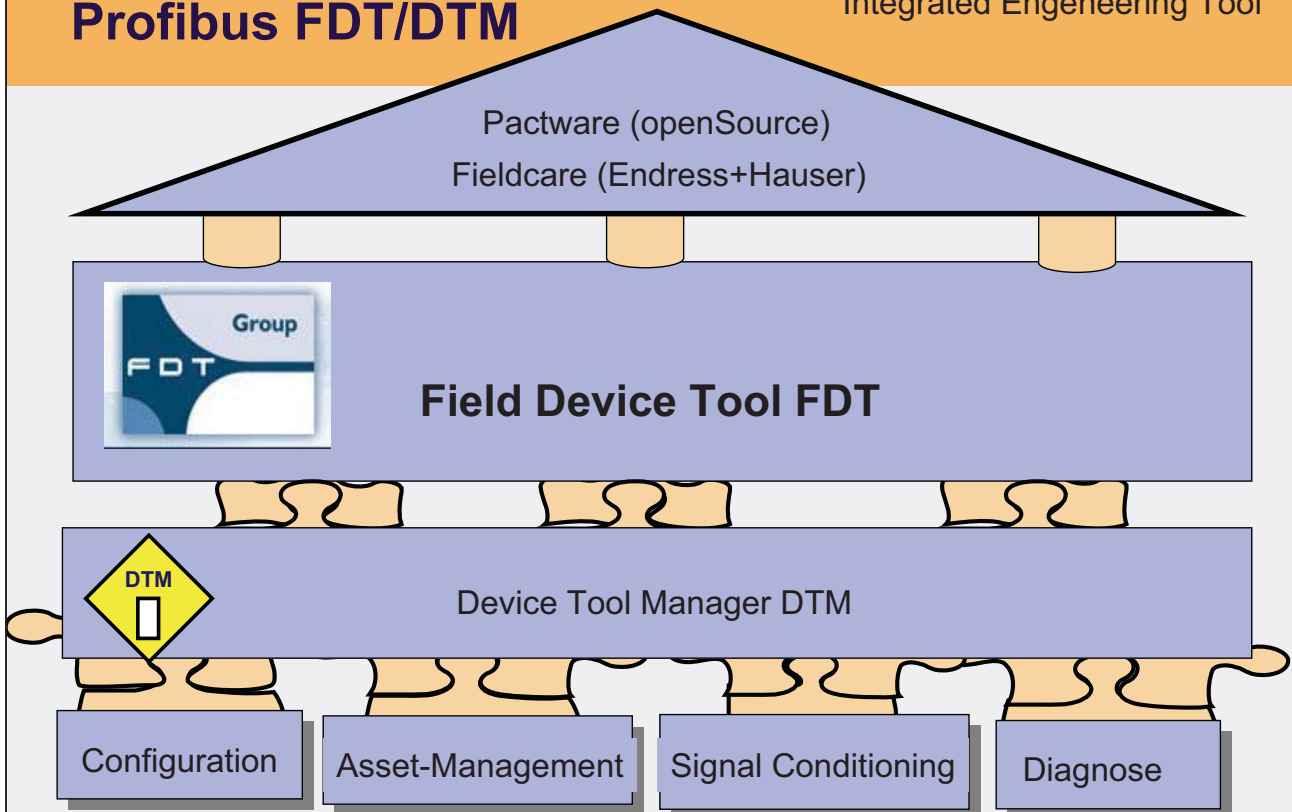 Profibus FDT/DTM
Integrated Engeneering Tool
Pactware (openSource)
Fieldcare (Endress+Hauser)
Group
FDT
Field Device Tool FDT
DTM
Device Tool Manager DTM
Configuration
Asset-Management
Signal Conditioning
Diagnose